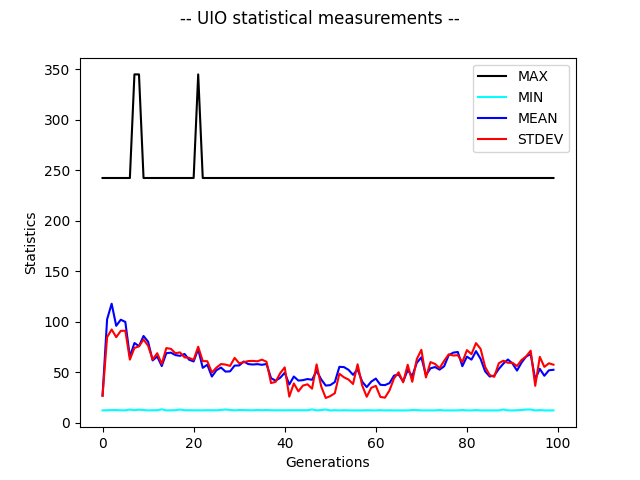 -- UIO statistical measurements --
350
300
250
200
150
100
50
0
Statistics
MAX
MIN
MEAN
STDEV
0 20 40 60 80 100
Generations